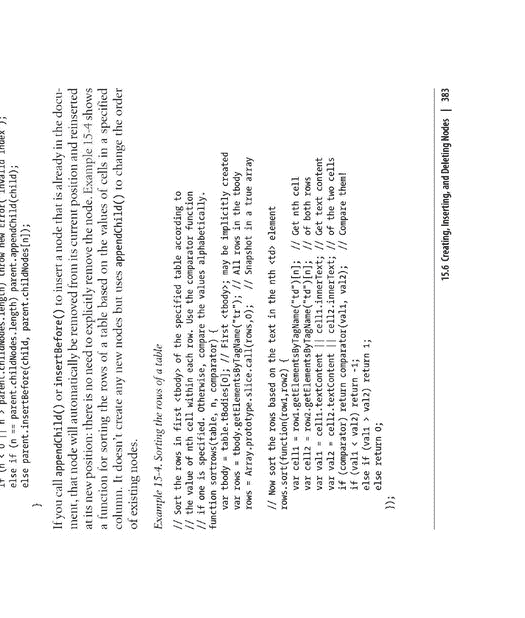 if (n < 0 || n > parent.childNodes.length) throw new Error("invalid index");
else if (n == parent.childNodes.length) parent.appendChild(child);
else parent.insertBefore(child, parent.childNodes[n]);
}
If you call appendChild() or insertBefore() to insert a node that is already in the docu-
ment, that node will automatically be removed from its current position and reinserted
at its new position: there is no need to explicitly remove the node. Example 15-4 shows
a function for sorting the rows of a table based on the values of cells in a specified
column. It doesn't create any new nodes but uses appendChild() to change the order
of existing nodes.
Example 15-4. Sorting the rows of a table
// Sort the rows in first <tbody> of the specified table according to
// the value of nth cell within each row. Use the comparator function
// if one is specified. Otherwise, compare the values alphabetically.
function sortrows(table, n, comparator) {
var tbody = table.tBodies[0]; // First <tbody>; may be implicitly created
var rows = tbody.getElementsByTagName("tr"); // All rows in the tbody
rows = Array.prototype.slice.call(rows,0); // Snapshot in a true array
// Now sort the rows based on the text in the nth <td> element
rows.sort(function(row1,row2) {
var cell1 = row1.getElementsByTagName("td")[n]; // Get nth cell
var cell2 = row2.getElementsByTagName("td")[n]; // of both rows
var val1 = cell1.textContent || cell1.innerText; // Get text content
var val2 = cell2.textContent || cell2.innerText; // of the two cells
if (comparator) return comparator(val1, val2); // Compare them!
if (val1 < val2) return -1;
else if (val1 > val2) return 1;
else return 0;
});
15.6 Creating, Inserting, and Deleting Nodes | 383